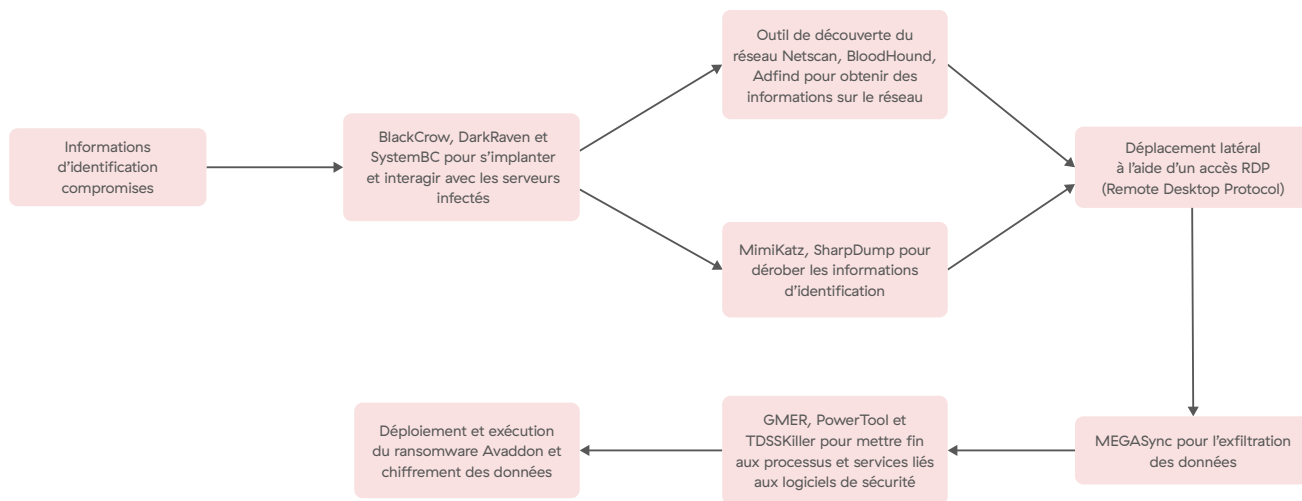 Informations
d'identification
compromises
BlackCrow, DarkRaven et
SystemBC pour s'implanter
et interagir avec les serveurs
infectés
Outil de découverte du
réseau Netscan, BloodHound,
Adfind pour obtenir des
informations sur le réseau
MimiKatz, SharpDump pour
dérober les informations
d'identification
Déplacement latéral
à l'aide d'un accès RDP
(Remote Desktop Protocol)
MEGASync pour l'exfiltration
des données
GMER, PowerTool et
TDSSKiller pour mettre fin
aux processus et services liés
aux logiciels de sécurité
Déploiement et exécution
du ransomware Avaddon et
chiffrement des données